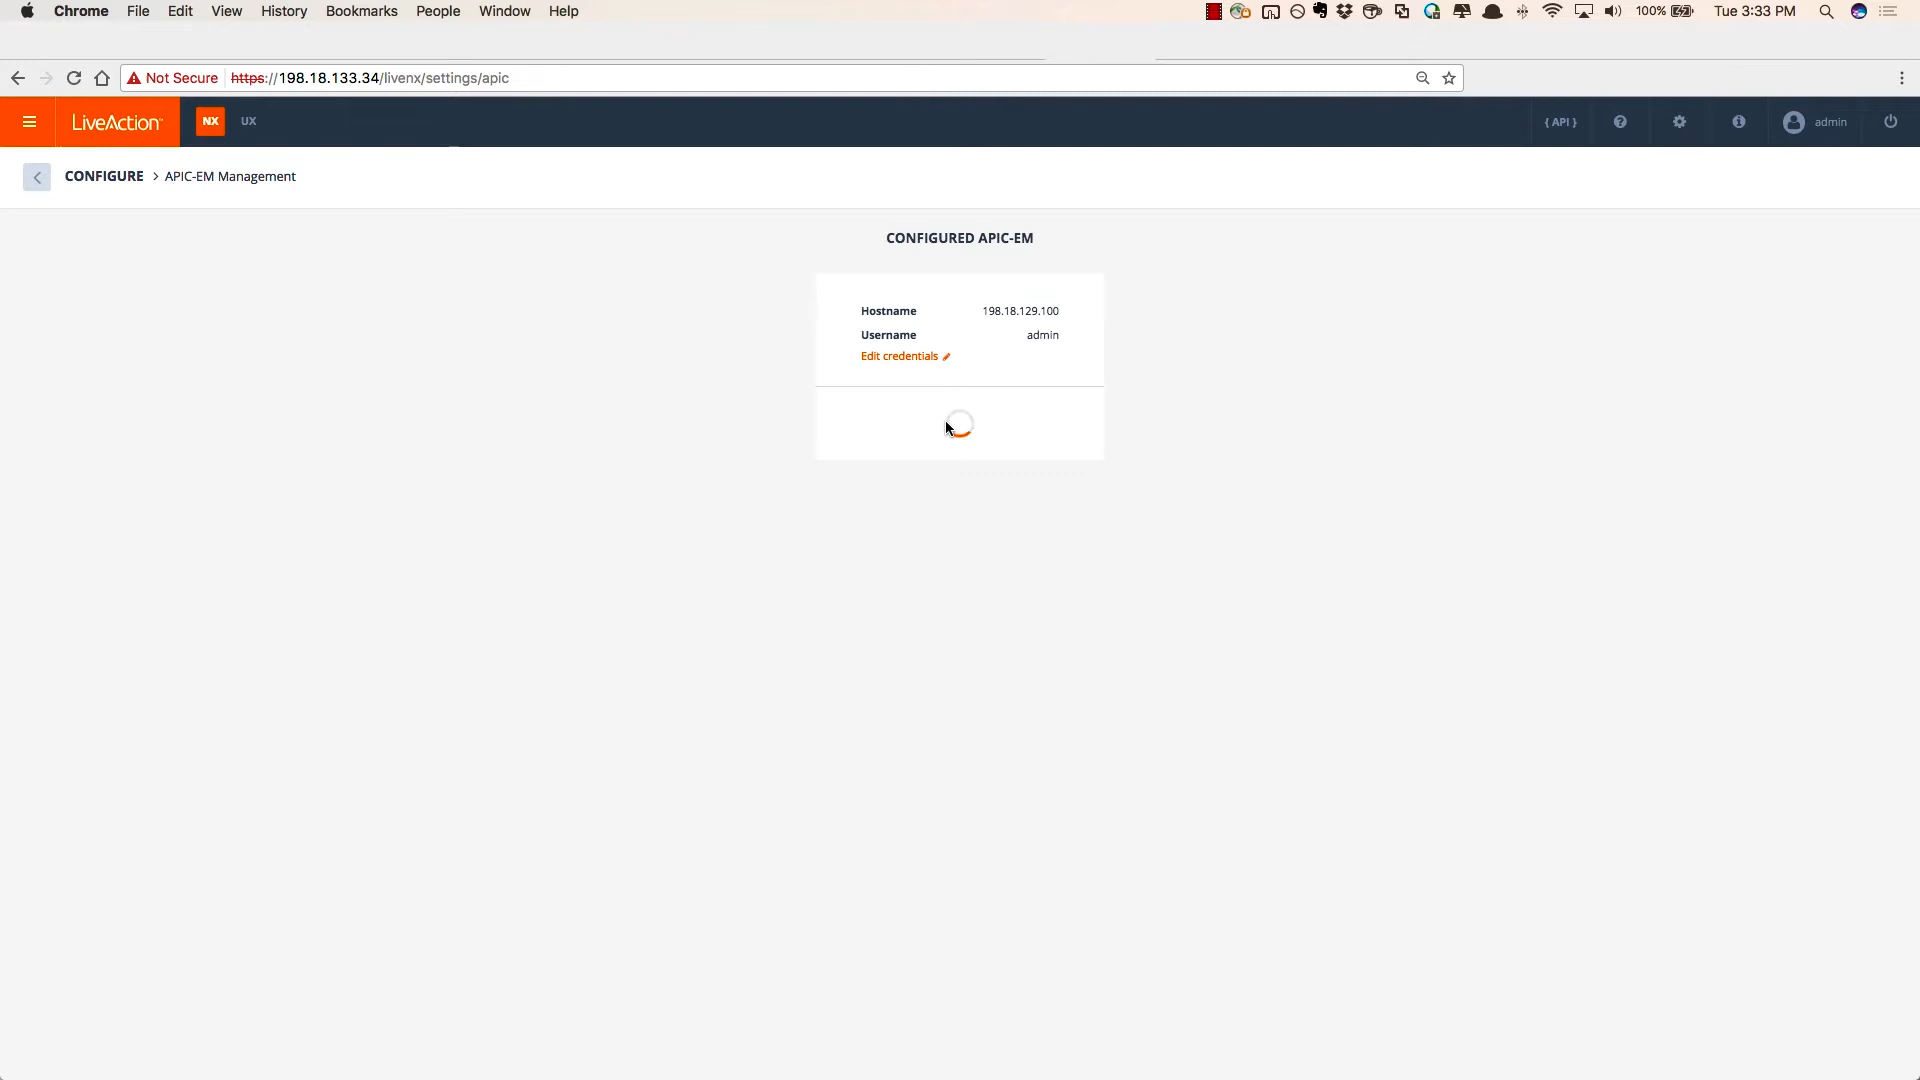 Chrome File Edit View History Bookmarks People Window Help 100% Tue 3:33 PM
Not Secure https://198.18.133.34/livenx/settings/apic
LiveAction NX UX { API } admin
CONFIGURE > APIC-EM Management
CONFIGURED APIC-EM
Hostname 198.18.129.100
Username admin
Edit credentials